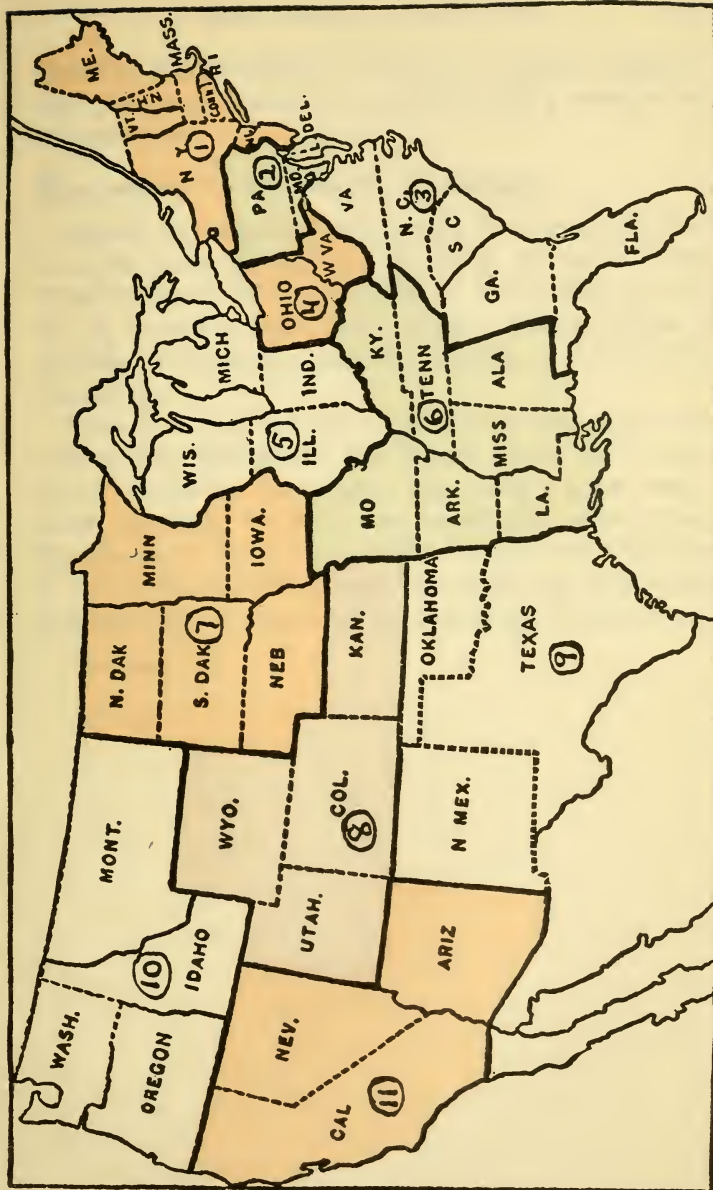 WASH.
OREGON
MONT.
IDAHO
10
WYO.
NEV.
UTAH.
COL.
8
CAL
11
ARIZ
N MEX.
N. DAK
S. DAK
7
NEB
KAN.
OKLAHOMA
TEXAS
9
MINN
IOWA.
MO
ARK.
LA.
WIS.
MICH
ILL.
5
IND.
OHIO
4
W VA
KY.
TENN
6
MISS
ALA
GA.
FLA.
S C
N. C.
3
VA
MD.
DEL.
PA
2
N Y
1
N.J.
VT.
N H
ME.
MASS.
CONN
R I